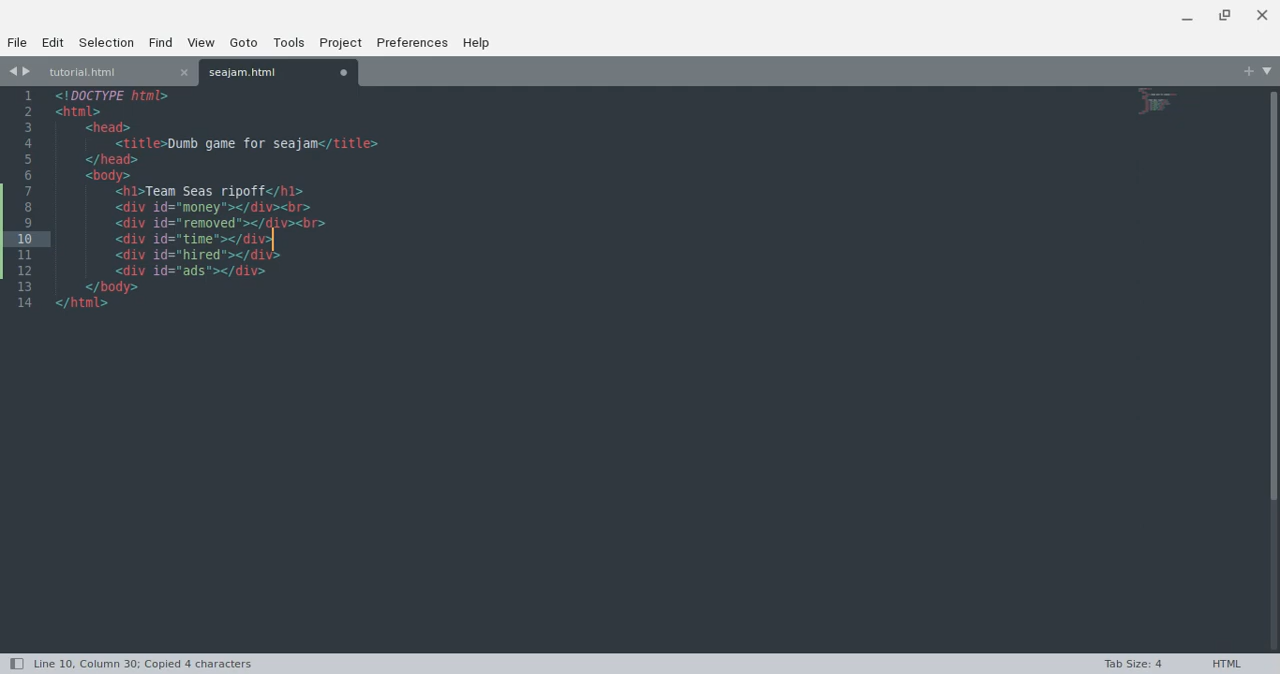 File Edit Selection Find View Goto Tools Project Preferences Help
tutorial.html seajam.html
1 <!DOCTYPE html>
2 <html>
3 <head>
4 <title>Dumb game for seajam</title>
5 </head>
6 <body>
7 <h1>Team Seas ripoff</h1>
8 <div id="money"></div><br>
9 <div id="removed"></div><br>
10 <div id="time"></div>
11 <div id="hired"></div>
12 <div id="ads"></div>
13 </body>
14 </html>
Line 10, Column 30; Copied 4 characters Tab Size: 4 HTML